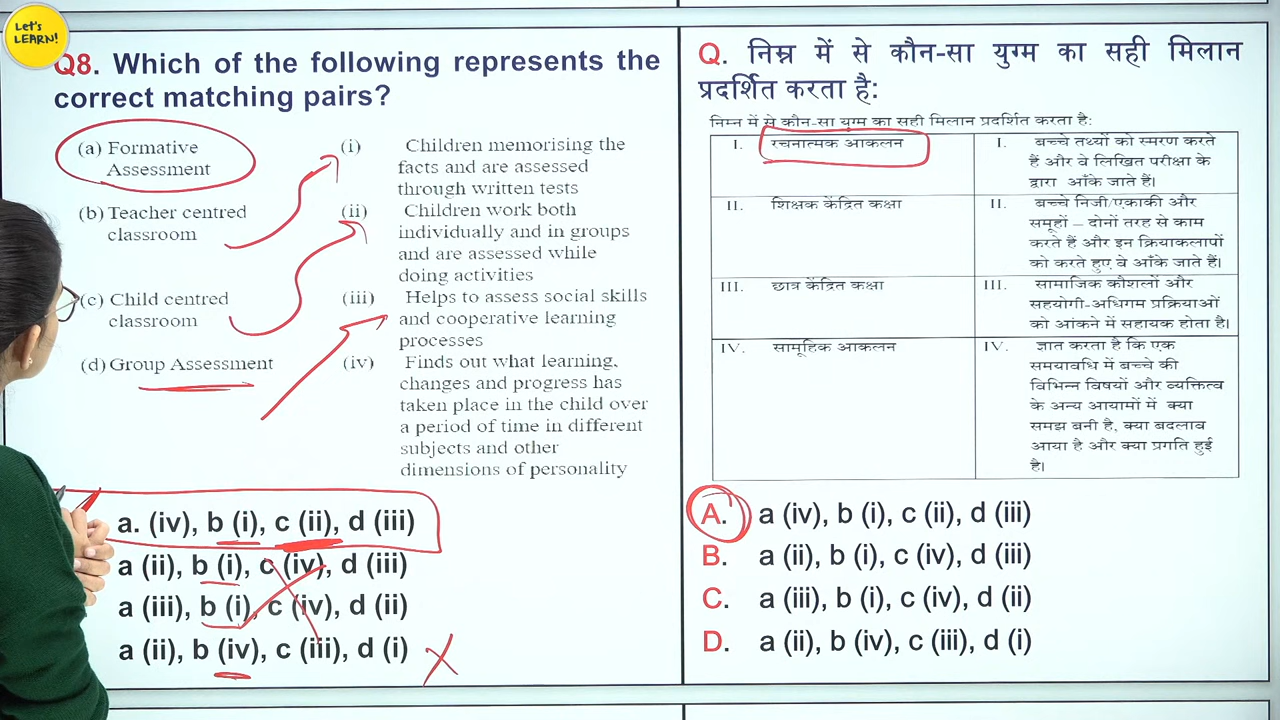 Let's
LEARN!
Q8. Which of the following represents the
correct matching pairs?
(a) Formative
Assessment
(i) Children memorising the
facts and are assessed
through written tests
(b) Teacher centred
classroom
(ii) Children work both
individually and in groups
and are assessed while
doing activities
(c) Child centred
classroom
(iii) Helps to assess social skills
and cooperative learning
processes
(d) Group Assessment
(iv) Finds out what learning,
changes and progress has
taken place in the child over
a period of time in different
subjects and other
dimensions of personality
a. (iv), b (i), c (ii), d (iii)
a (ii), b (i), c (iv), d (iii)
a (iii), b (i), c (iv), d (ii)
a (ii), b (iv), c (iii), d (i)
Q. निम्न में से कौन-सा युग्म का सही मिलान
प्रदर्शित करता है:
निम्न में से कौन-सा युग्म का सही मिलान प्रदर्शित करता है:
I. रचनात्मक आकलन
I. बच्चे तथ्यों को स्मरण करते
हैं और वे लिखित परीक्षा के
द्वारा आँके जाते हैं।
II. शिक्षक केंद्रित कक्षा
II. बच्चे निजी/एकाकी और
समूहों – दोनों तरह से काम
करते हैं और इन क्रियाकलापों
को करते हुए वे आँके जाते हैं।
III. छात्र केंद्रित कक्षा
III. सामाजिक कौशलों और
सहयोगी-अधिगम प्रक्रियाओं
को आंकने में सहायक होता है।
IV. सामूहिक आकलन
IV. ज्ञात करता है कि एक
समयावधि में बच्चे की
विभिन्न विषयों और व्यक्तित्व
के अन्य आयामों में क्या
समझ बनी है, क्या बदलाव
आया है और क्या प्रगति हुई
है।
A. a (iv), b (i), c (ii), d (iii)
B. a (ii), b (i), c (iv), d (iii)
C. a (iii), b (i), c (iv), d (ii)
D. a (ii), b (iv), c (iii), d (i)